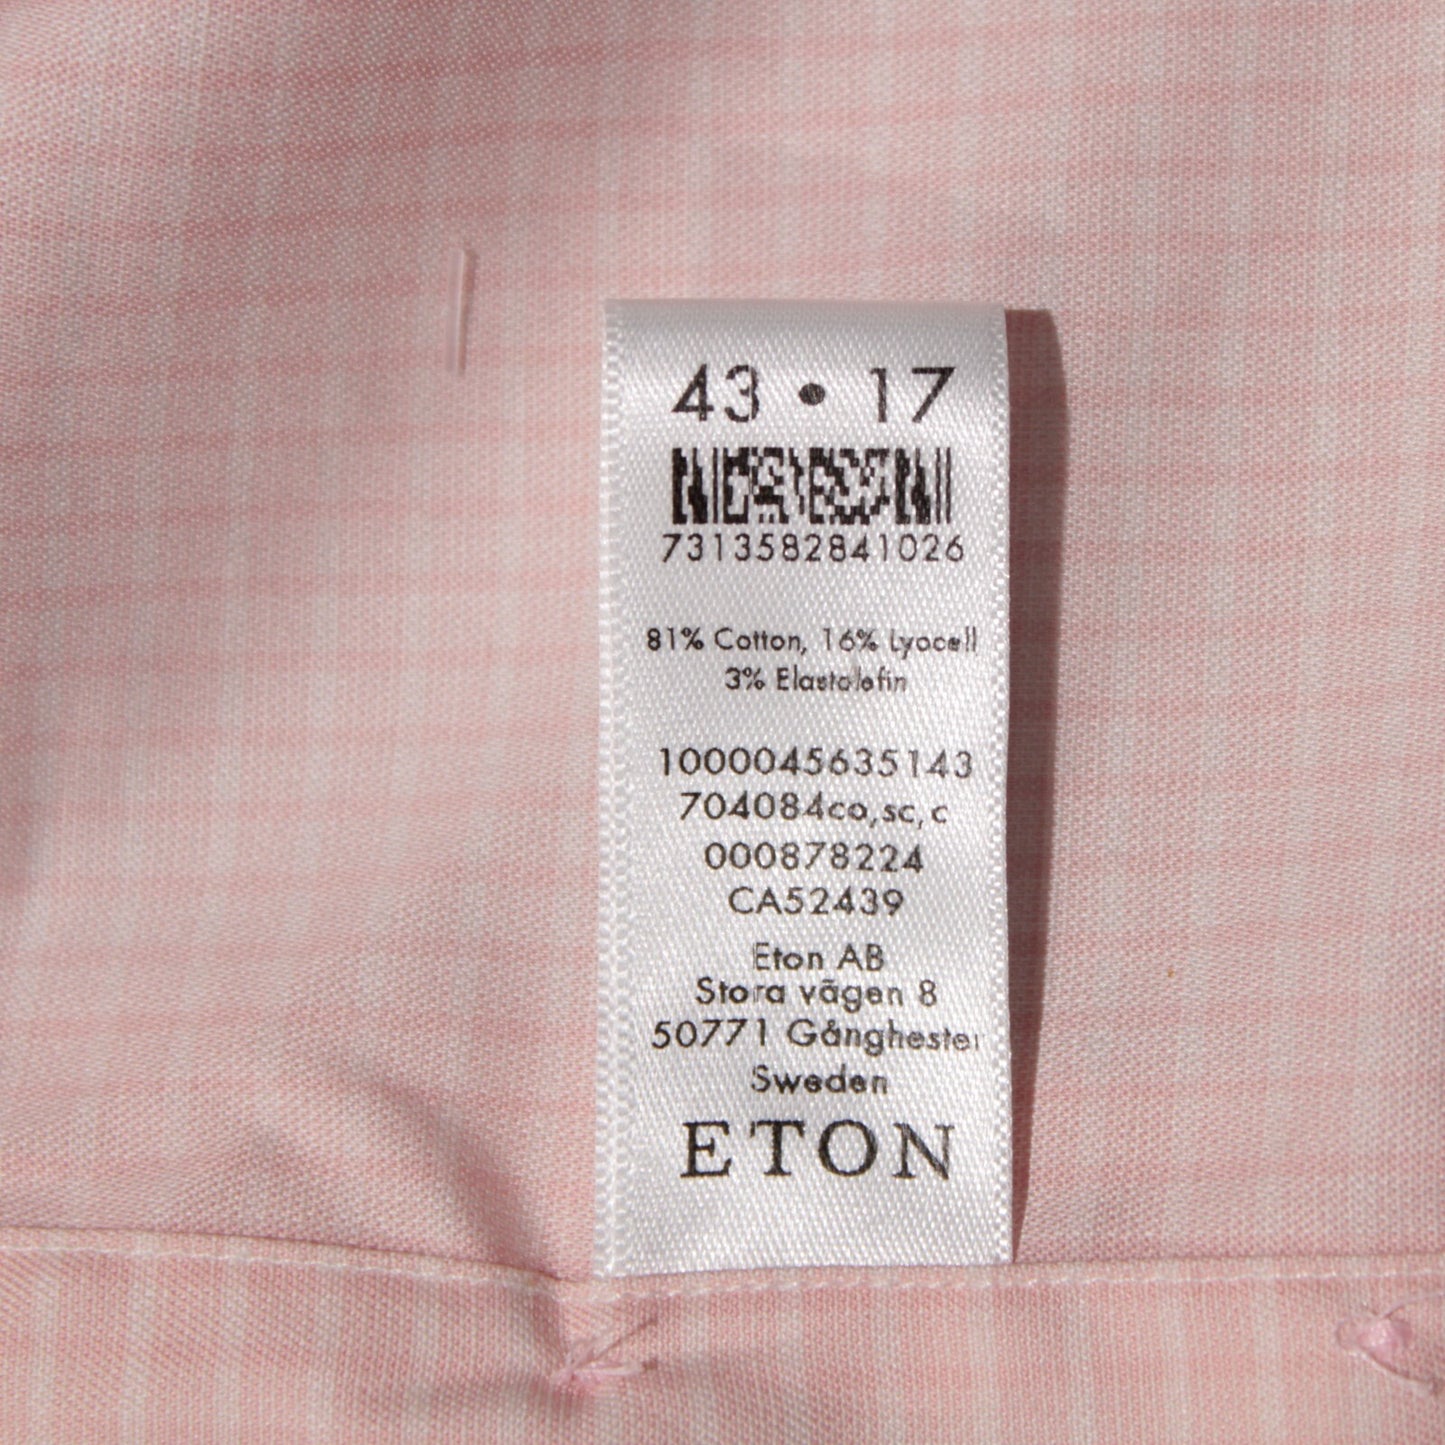 43 • 17
7313582841026
81% Cotton, 16% Lyocell
3% Elastolefin
1000045635143
704084co,sc,c
000878224
CA52439
Eton AB
Stora vägen 8
50771 Gånghester
Sweden
ETON